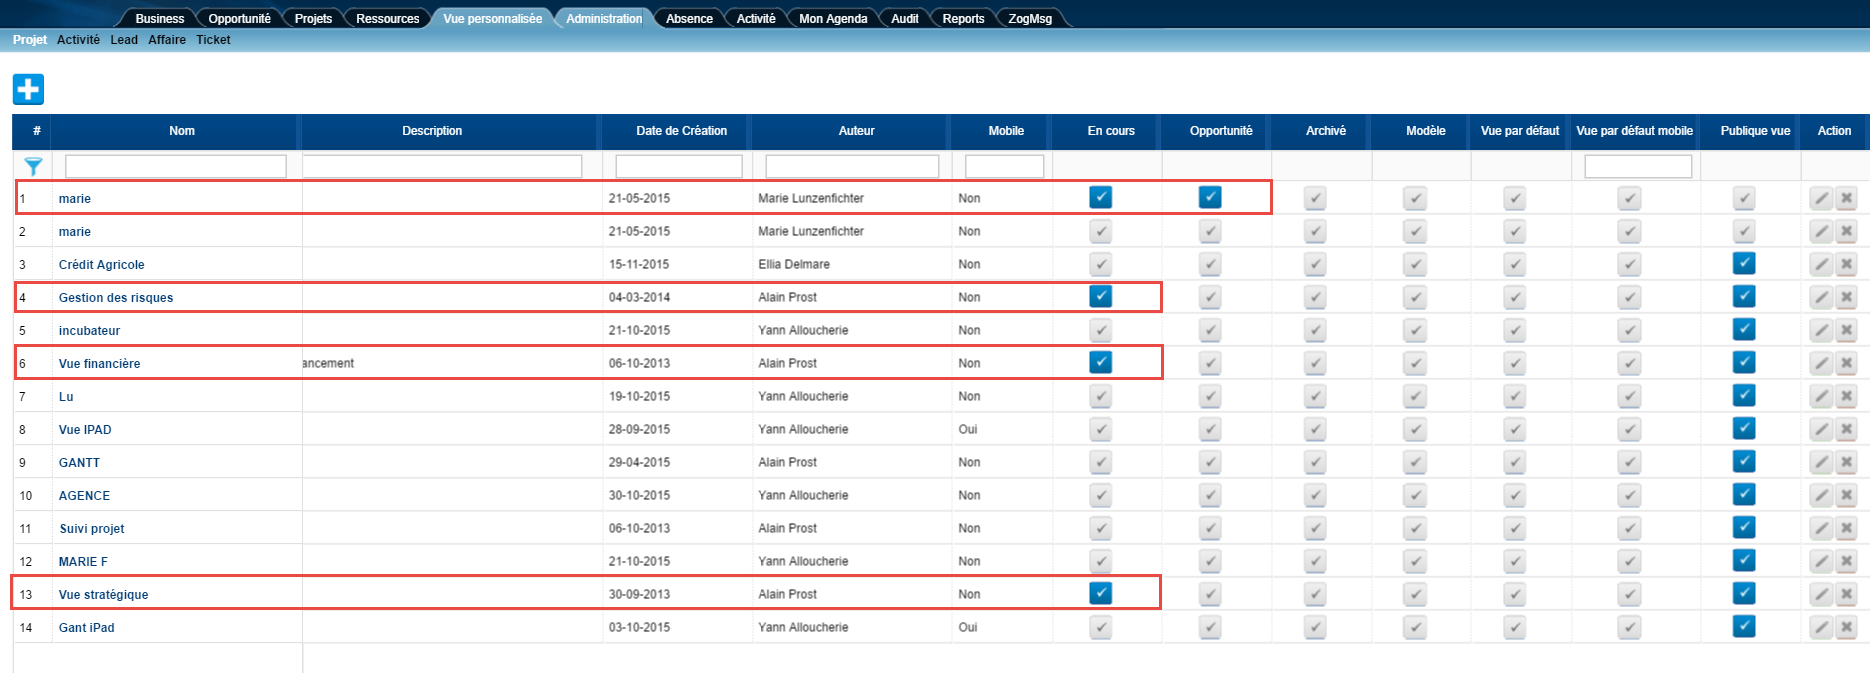 Business Opportunité Projets Ressources Vue personnalisée Administration Absence Activité Mon Agenda Audit Reports ZogMsg
Projet Activité Lead Affaire Ticket
# Nom Description Date de Création Auteur Mobile En cours Opportunité Archivé Modèle Vue par défaut Vue par défaut mobile Publique vue Action
1 marie 21-05-2015 Marie Lunzenfichter Non
2 marie 21-05-2015 Marie Lunzenfichter Non
3 Crédit Agricole 15-11-2015 Ellia Delmare Non
4 Gestion des risques 04-03-2014 Alain Prost Non
5 incubateur 21-10-2015 Yann Alloucherie Non
6 Vue financière ancement 06-10-2013 Alain Prost Non
7 Lu 19-10-2015 Yann Alloucherie Non
8 Vue IPAD 28-09-2015 Yann Alloucherie Oui
9 GANTT 29-04-2015 Alain Prost Non
10 AGENCE 30-10-2015 Yann Alloucherie Non
11 Suivi projet 06-10-2013 Alain Prost Non
12 MARIE F 21-10-2015 Yann Alloucherie Non
13 Vue stratégique 30-09-2013 Alain Prost Non
14 Gant iPad 03-10-2015 Yann Alloucherie Oui